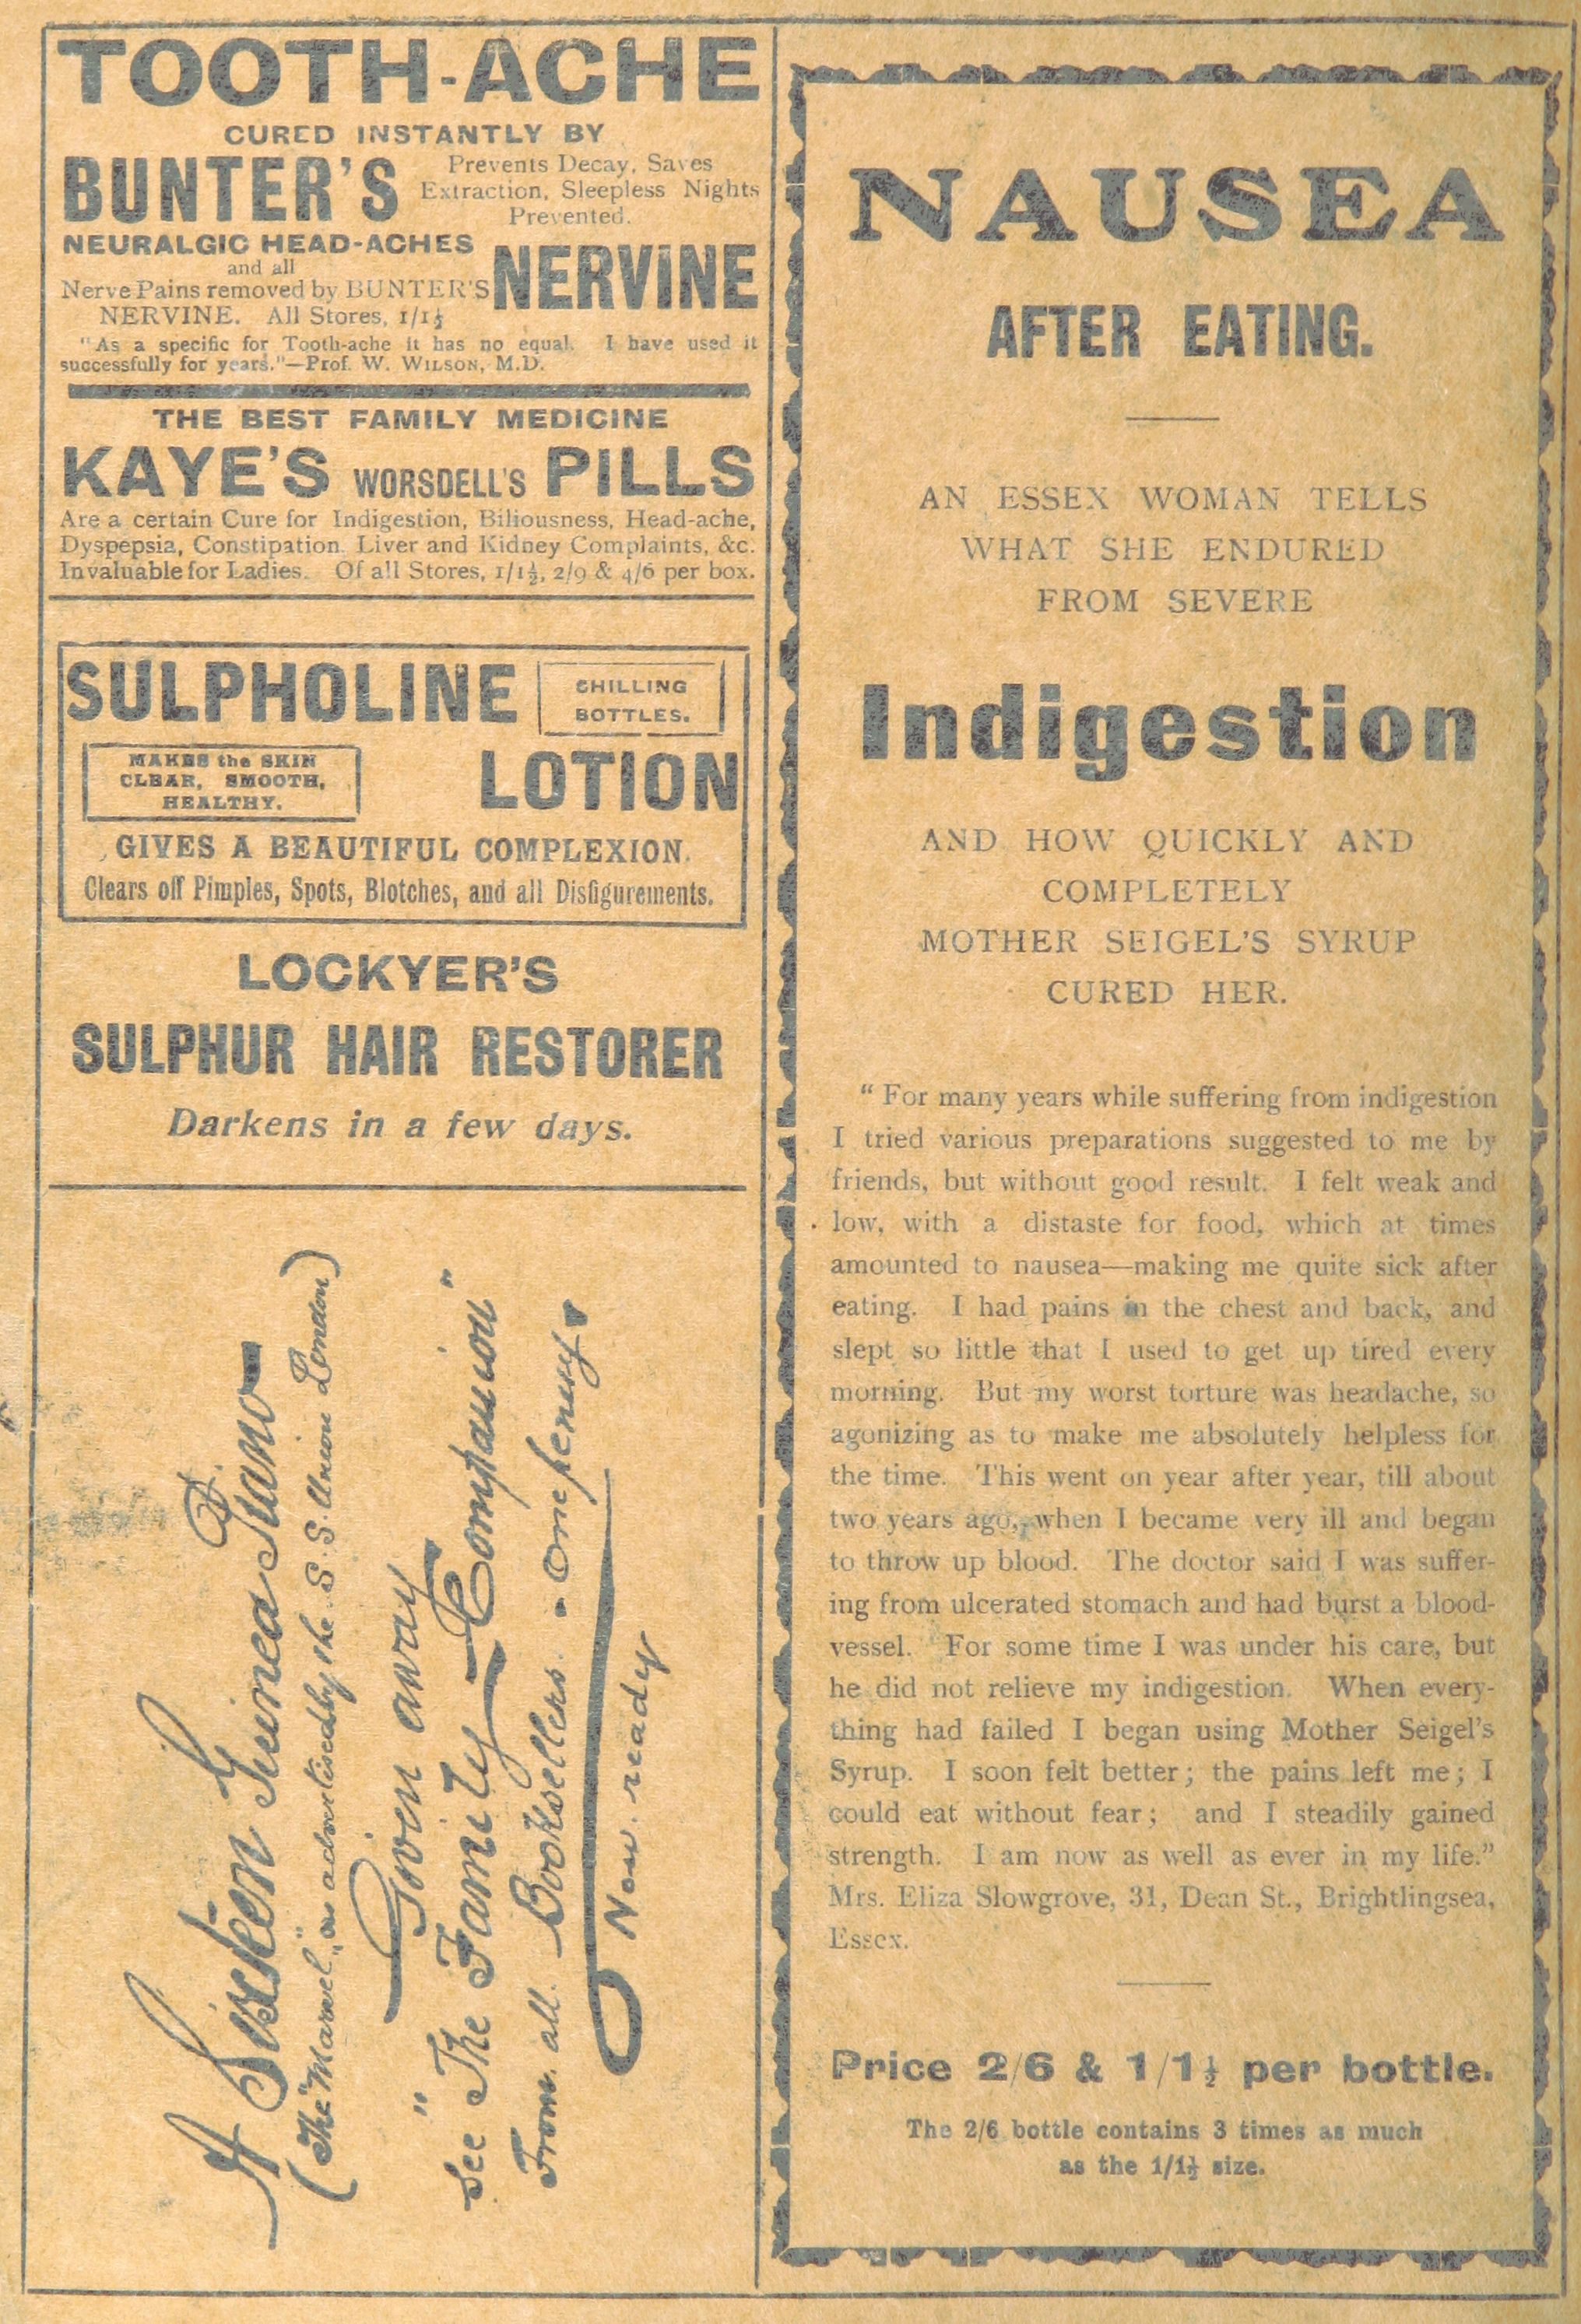 TOOTH-ACHE
CURED INSTANTLY BY
BUNTER'S
Prevents Decay, Saves
Extraction, Sleepless Nights
Prevented.
NEURALGIC HEAD-ACHES
and all
Nerve Pains removed by BUNTER'S
NERVINE. All Stores, 1/1½
NERVINE
"As a specific for Tooth-ache it has no equal. I have used it
successfully for years."—Prof. W. WILSON, M.D.
THE BEST FAMILY MEDICINE
KAYE'S WORSDELL'S PILLS
Are a certain Cure for Indigestion, Biliousness, Head-ache,
Dyspepsia, Constipation, Liver and Kidney Complaints, &c.
Invaluable for Ladies. Of all Stores, 1/1½, 2/9 & 4/6 per box.
SULPHOLINE
SHILLING
BOTTLES.
MAKES the SKIN
CLEAR, SMOOTH,
HEALTHY.
LOTION
GIVES A BEAUTIFUL COMPLEXION.
Clears off Pimples, Spots, Blotches, and all Disfigurements.
LOCKYER'S
SULPHUR HAIR RESTORER
Darkens in a few days.
A Sixteen Guinea Piano
(The "Marvel," as advertised by the S. S. Union London)
Given away
See "The Family Companion"
From all Booksellers. - One penny
Now ready
NAUSEA
AFTER EATING.
AN ESSEX WOMAN TELLS
WHAT SHE ENDURED
FROM SEVERE
Indigestion
AND HOW QUICKLY AND
COMPLETELY
MOTHER SEIGEL'S SYRUP
CURED HER.
"For many years while suffering from indigestion
I tried various preparations suggested to me by
friends, but without good result. I felt weak and
low, with a distaste for food, which at times
amounted to nausea—making me quite sick after
eating. I had pains in the chest and back, and
slept so little that I used to get up tired every
morning. But my worst torture was headache, so
agonizing as to make me absolutely helpless for
the time. This went on year after year, till about
two years ago, when I became very ill and began
to throw up blood. The doctor said I was suffer-
ing from ulcerated stomach and had burst a blood-
vessel. For some time I was under his care, but
he did not relieve my indigestion. When every-
thing had failed I began using Mother Seigel's
Syrup. I soon felt better; the pains left me; I
could eat without fear; and I steadily gained
strength. I am now as well as ever in my life."
Mrs. Eliza Slowgrove, 31, Dean St., Brightlingsea,
Essex.
Price 2/6 & 1/1½ per bottle.
The 2/6 bottle contains 3 times as much
as the 1/1½ size.